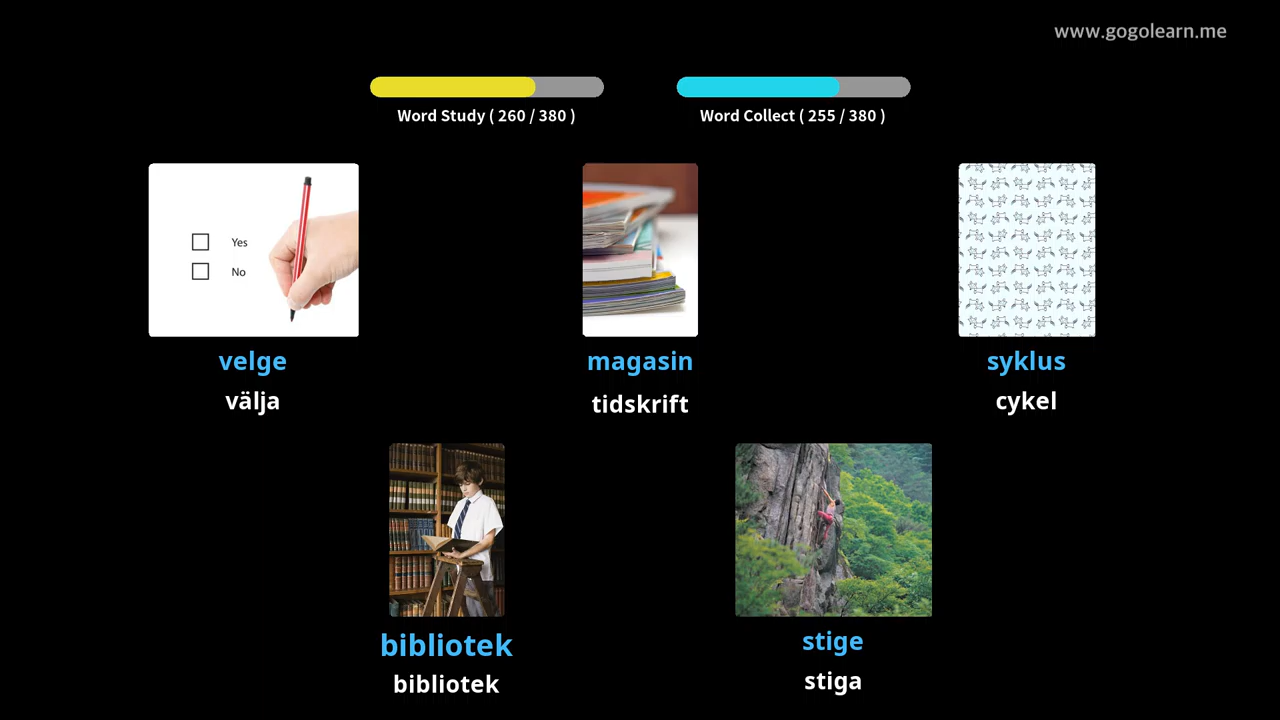 www.gogolearn.me
Word Study ( 260 / 380 )
Word Collect ( 255 / 380 )
Yes
No
velge
välja
magasin
tidskrift
syklus
cykel
bibliotek
bibliotek
stige
stiga